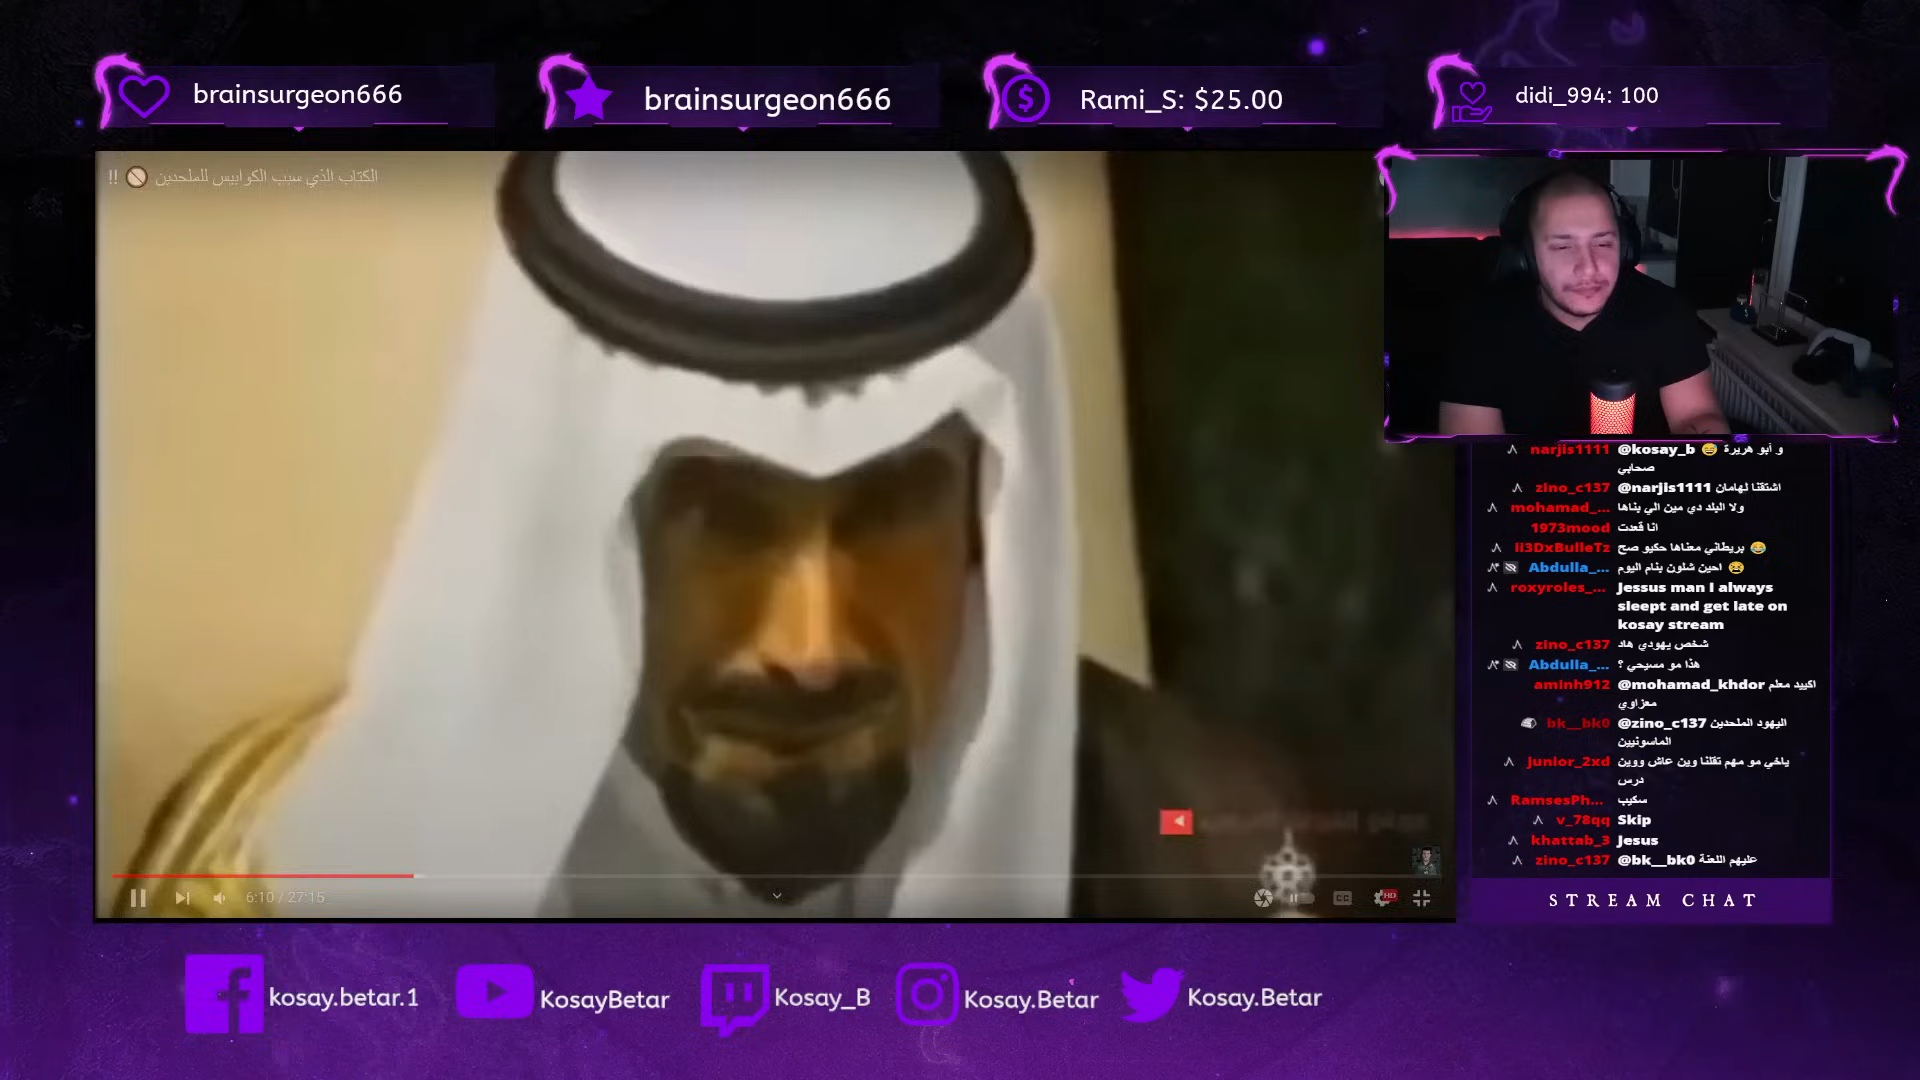 brainsurgeon666
brainsurgeon666
Rami_S: $25.00
didi_994: 100
الكتاب الذي سبب الكوابيس للملحدين !!
narjis1111 @kosay_b 😅 و أبو هريرة
صحابي
zino_c137 @narjis1111 اشتقنا لهامان
mohamad_... ولا البلد دي مين الي بناها
1973mood انا قعدت
li3DxBulleTz بريطاني معناها حكيو صح 😂
Abdulla_... احين شلون بنام اليوم 😫
roxyroles_... Jessus man I always
sleept and get late on
kosay stream
zino_c137 شخص يهودي هاد
Abdulla_... هذا مو مسيحي ؟
aminh912 @mohamad_khdor اكييد معلم
معزاوي
bk__bk0 @zino_c137 اليهود الملحدين
الماسونيين
junior_2xd ياخي مو مهم تقلنا وين عاش ووين
درس
RamsesPh... سكيب
v_78qq Skip
khattab_3 Jesus
zino_c137 @bk__bk0 عليهم اللعنة
6:10 / 27:15
CC
HD
STREAM CHAT
kosay.betar.1
KosayBetar
Kosay_B
Kosay.Betar
Kosay.Betar